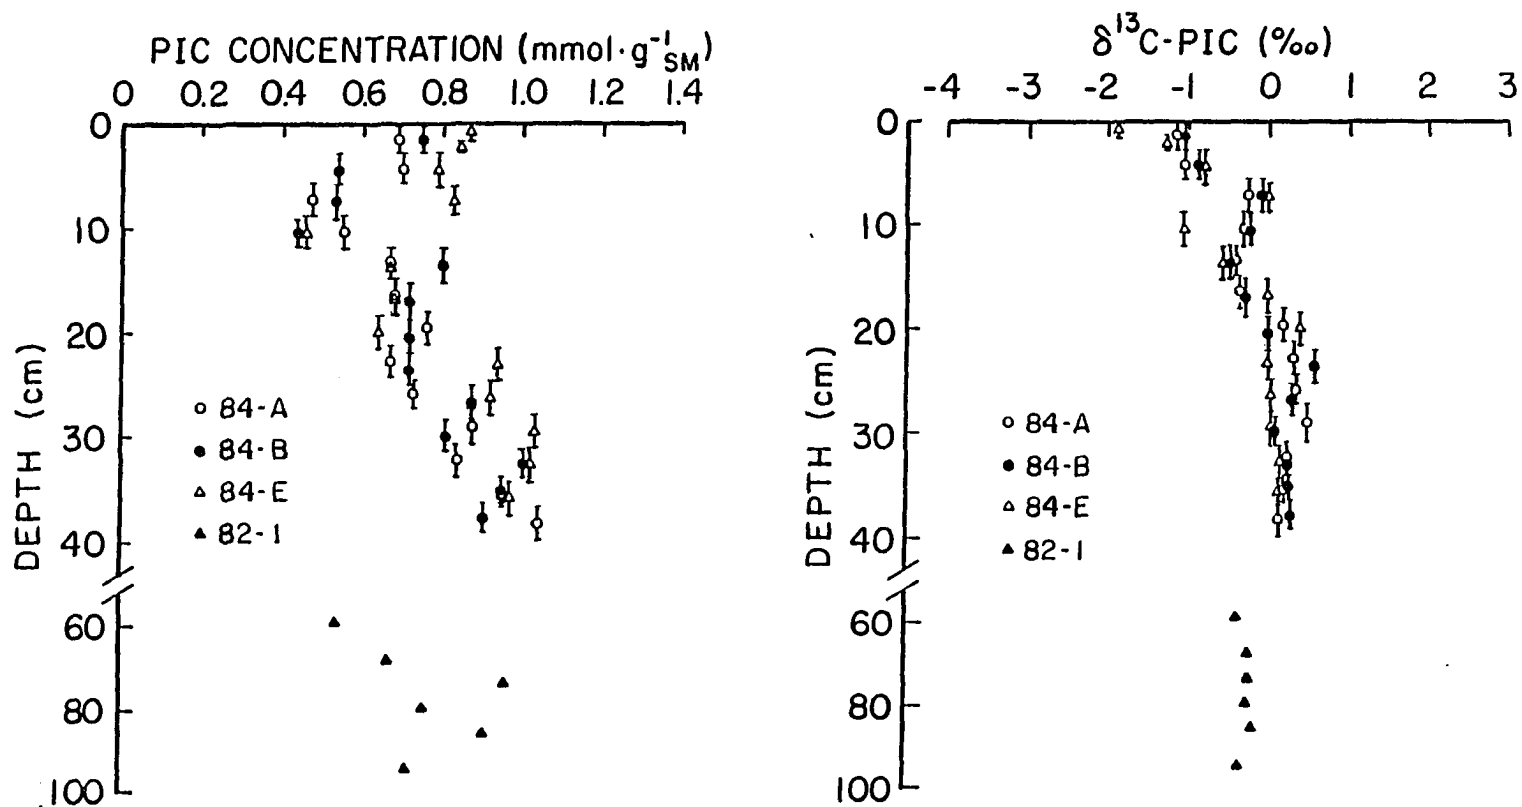 PIC CONCENTRATION (mmol·g⁻¹SM)
0 0.2 0.4 0.6 0.8 1.0 1.2 1.4
0
10
20
30
40
60
80
100
DEPTH (cm)
84-A
84-B
84-E
82-1
δ¹³C-PIC (‰)
-4 -3 -2 -1 0 1 2 3
0
10
20
30
40
60
80
100
DEPTH (cm)
84-A
84-B
84-E
82-1